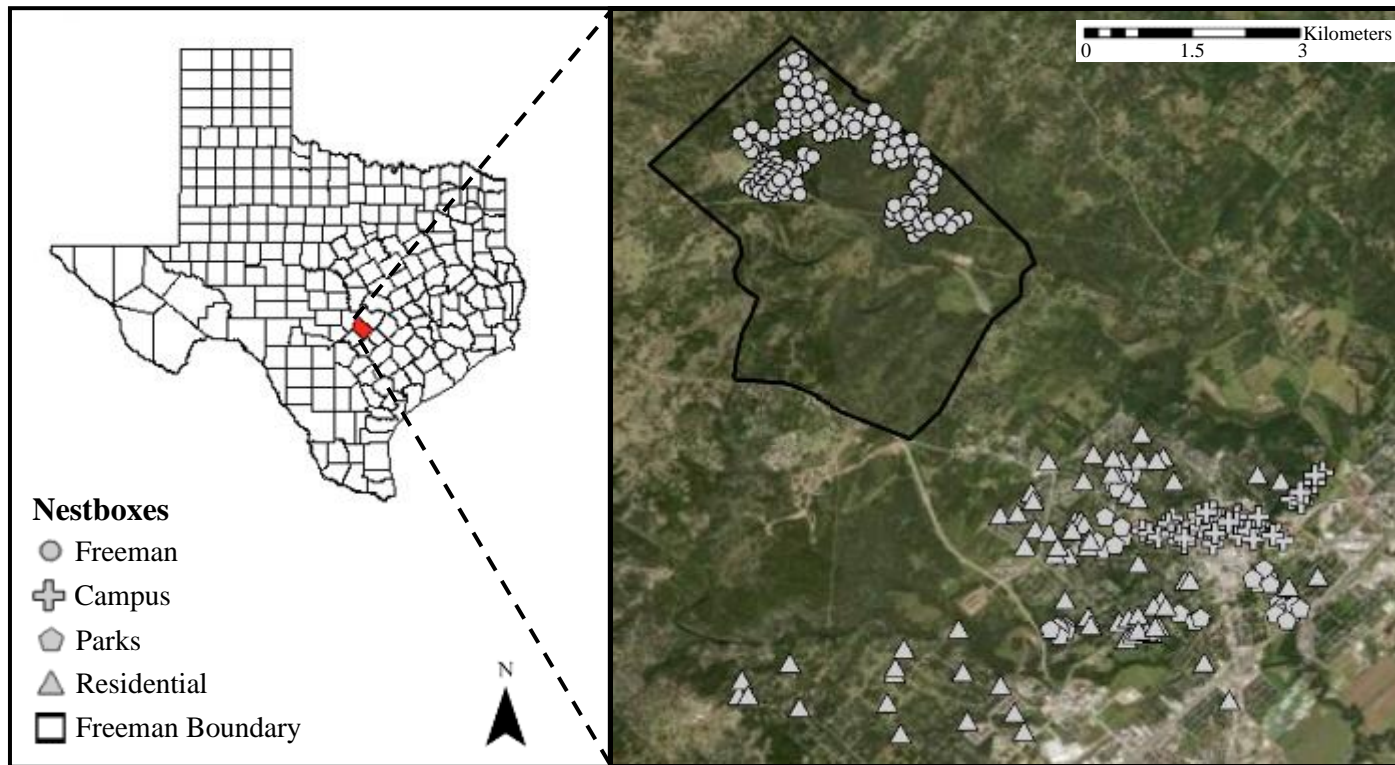 Nestboxes
Freeman
Campus
Parks
Residential
Freeman Boundary
N
Kilometers
0 1.5 3